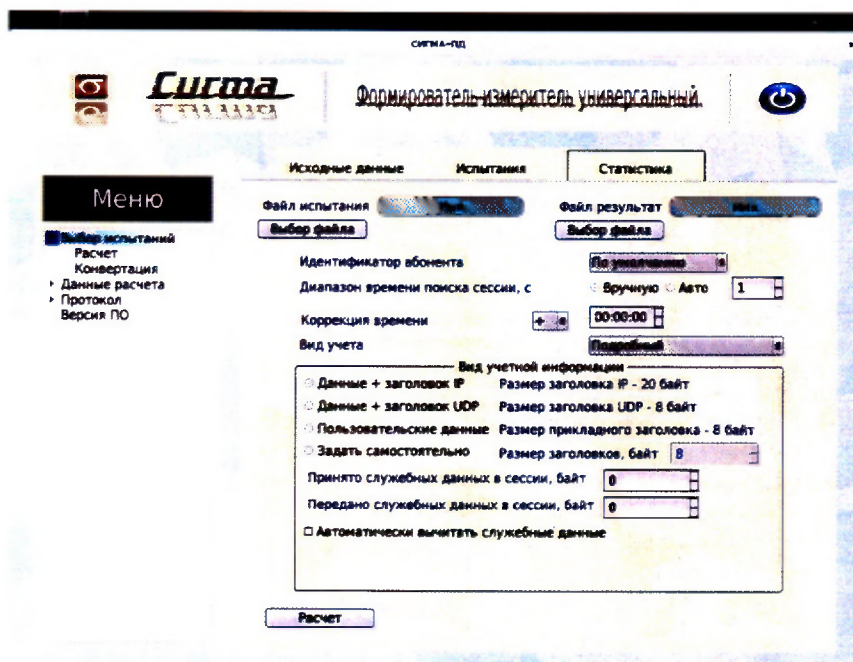 СИГМА-ПД
Сигма
Формирователь-измеритель универсальный.
Исходные данные Испытания Статистика
Меню
Файл испытания Имя Файл результат Имя
Выбор файла Выбор файла
Выбор испытаний
Расчет
Конвертация
Данные расчета
Протокол
Версия ПО
Идентификатор абонента По умолчанию
Диапазон времени поиска сессии, с Вручную Авто 1
Коррекция времени + 00:00:00
Вид учета Подробный
Вид учетной информации
Данные + заголовок IP Размер заголовка IP - 20 байт
Данные + заголовок UDP Размер заголовка UDP - 8 байт
Пользовательские данные Размер прикладного заголовка - 8 байт
Задать самостоятельно Размер заголовков, байт 8
Принято служебных данных в сессии, байт 0
Передано служебных данных в сессии, байт 0
Автоматически вычитать служебные данные
Расчет